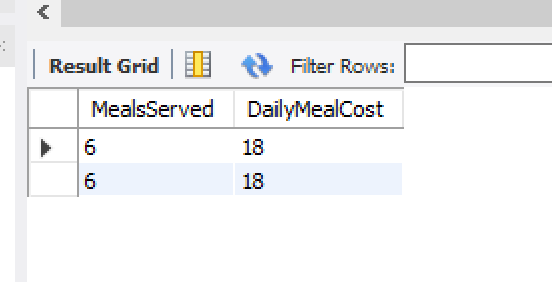 Result Grid Filter Rows:
MealsServed DailyMealCost
6 18
6 18